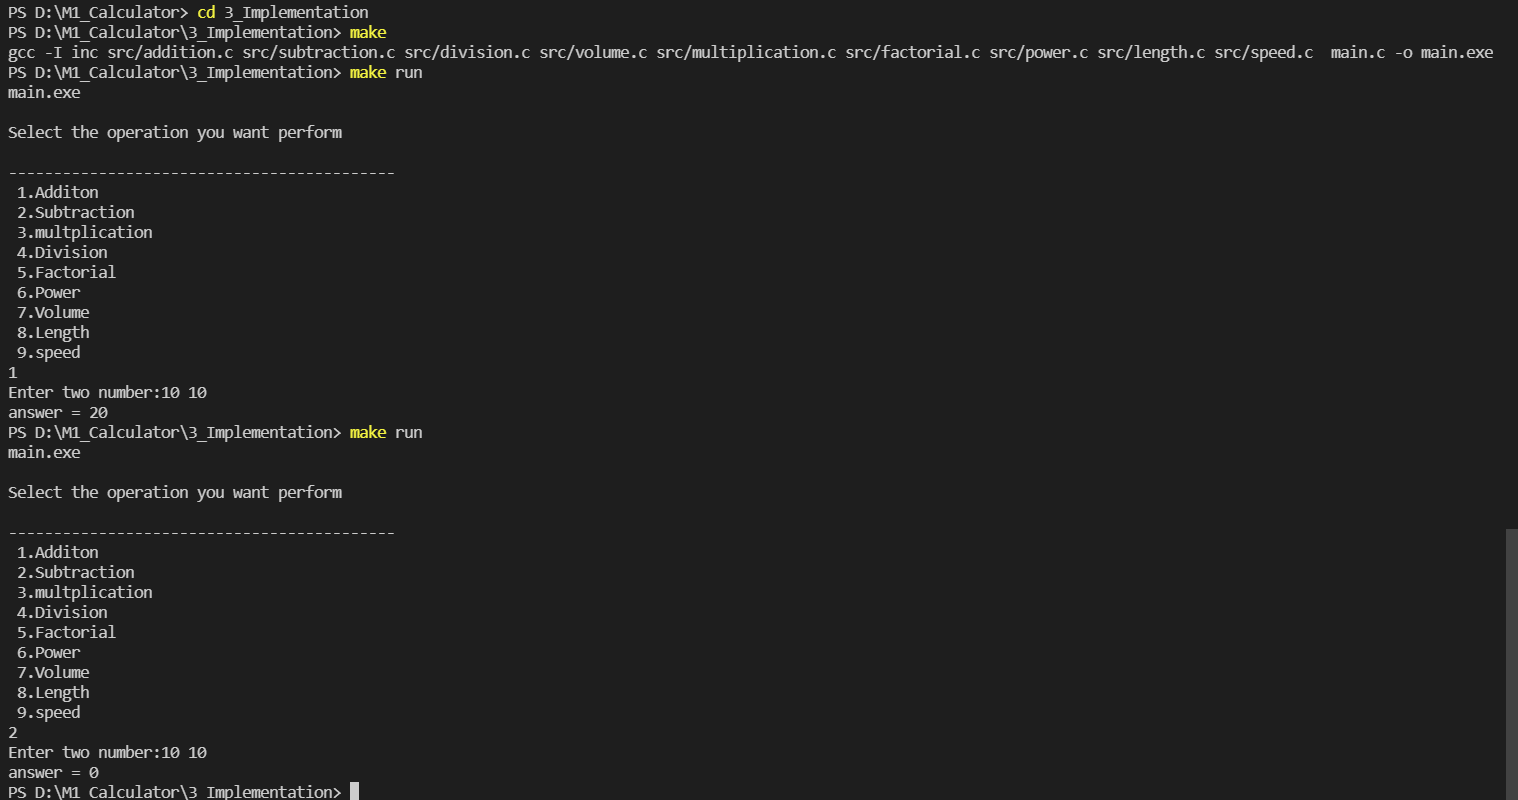 PS D:\M1_Calculator> cd 3_Implementation
PS D:\M1_Calculator\3_Implementation> make
gcc -I inc src/addition.c src/subtraction.c src/division.c src/volume.c src/multiplication.c src/factorial.c src/power.c src/length.c src/speed.c  main.c -o main.exe
PS D:\M1_Calculator\3_Implementation> make run
main.exe
Select the operation you want perform
-------------------------------------------
1.Additon
2.Subtraction
3.multplication
4.Division
5.Factorial
6.Power
7.Volume
8.Length
9.speed
1
Enter two number:10 10
answer = 20
PS D:\M1_Calculator\3_Implementation> make run
main.exe
Select the operation you want perform
-------------------------------------------
1.Additon
2.Subtraction
3.multplication
4.Division
5.Factorial
6.Power
7.Volume
8.Length
9.speed
2
Enter two number:10 10
answer = 0
PS D:\M1_Calculator\3_Implementation>